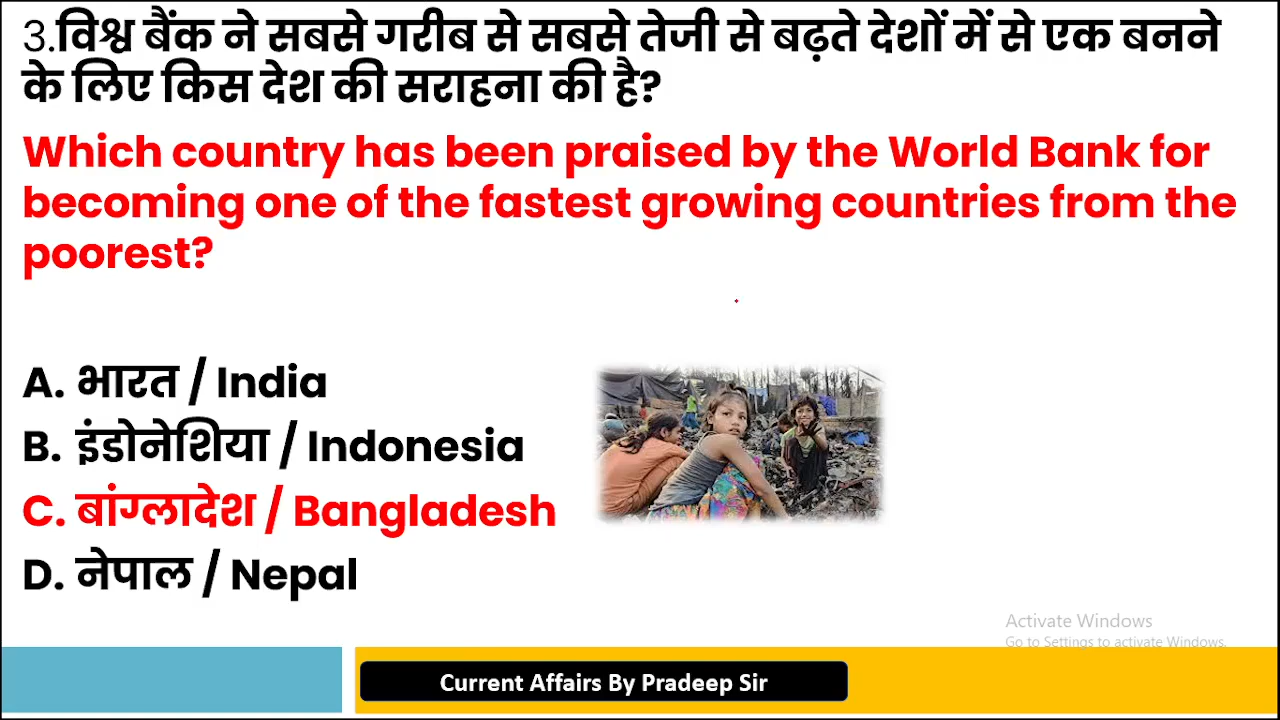 3.विश्व बैंक ने सबसे गरीब से सबसे तेजी से बढ़ते देशों में से एक बनने
के लिए किस देश की सराहना की है?
Which country has been praised by the World Bank for
becoming one of the fastest growing countries from the
poorest?
A. भारत / India
B. इंडोनेशिया / Indonesia
C. बांग्लादेश / Bangladesh
D. नेपाल / Nepal
Activate Windows
Go to Settings to activate Windows.
Current Affairs By Pradeep Sir